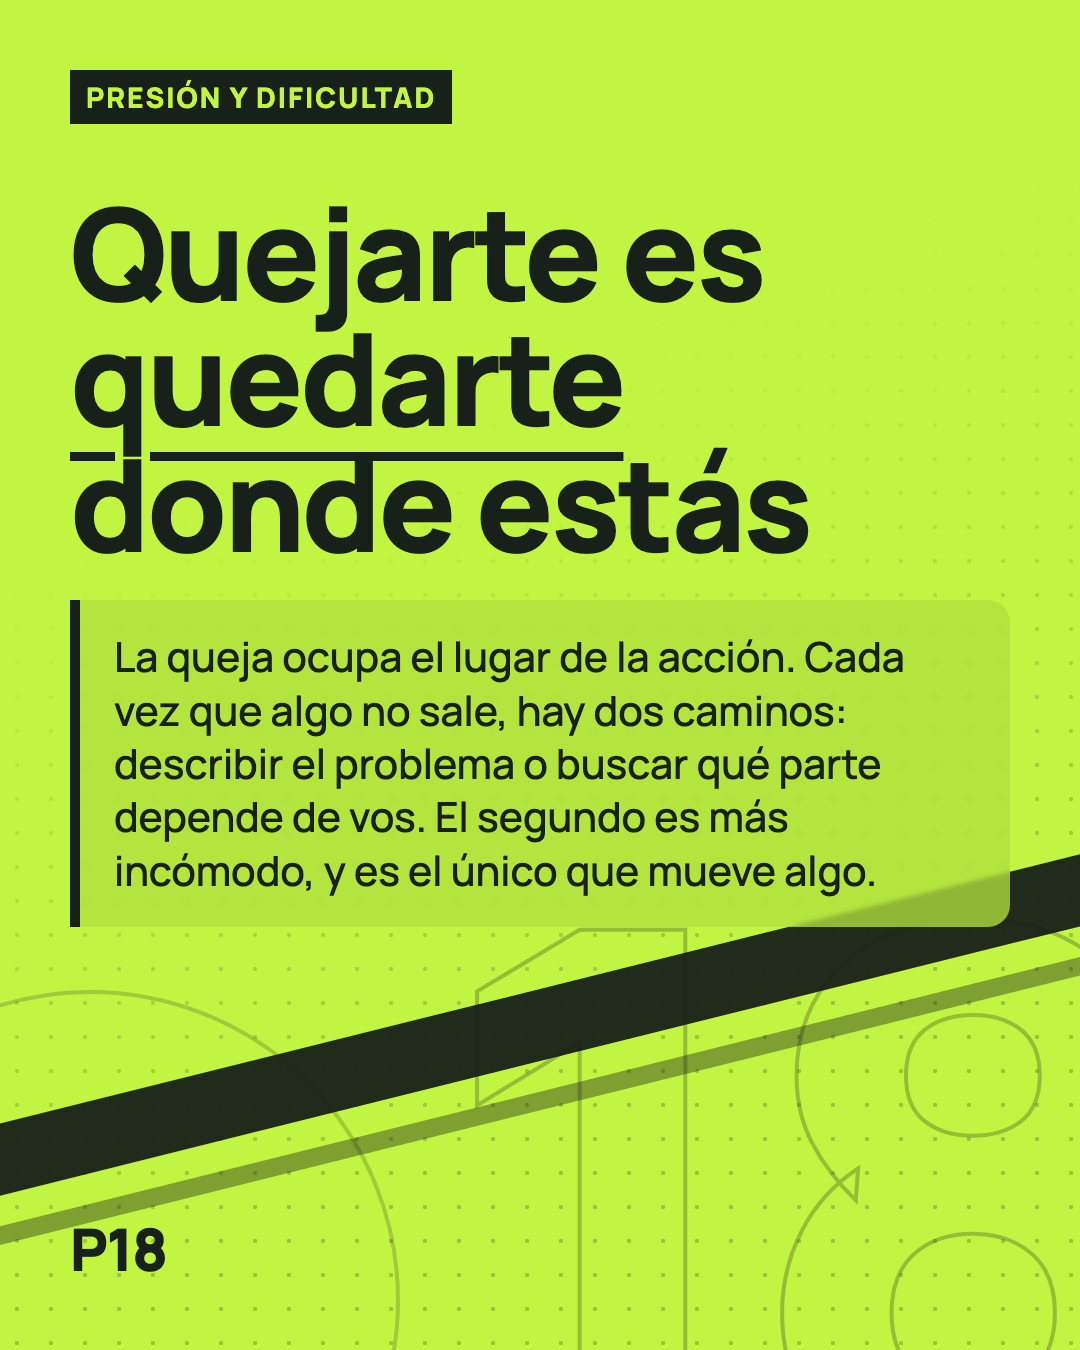 PRESIÓN Y DIFICULTAD
Quejarte es
quedarte
donde estás
La queja ocupa el lugar de la acción. Cada
vez que algo no sale, hay dos caminos:
describir el problema o buscar qué parte
depende de vos. El segundo es más
incómodo, y es el único que mueve algo.
18
P18